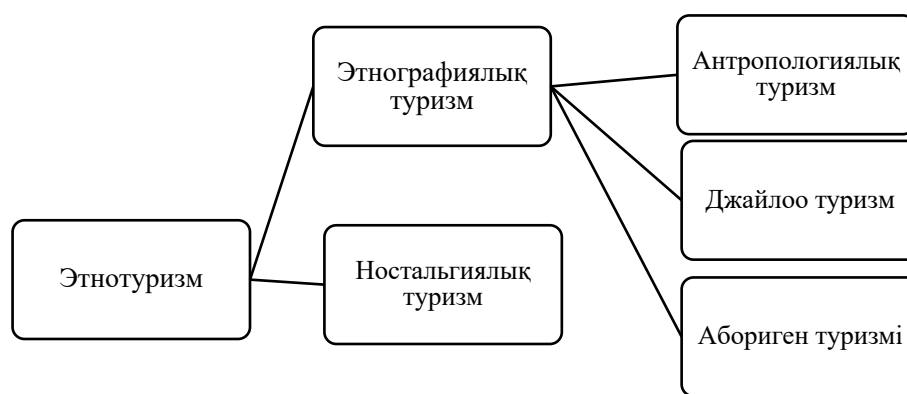 Этнотуризм
Этнографиялық
туризм
Ностальгиялық
туризм
Антропологиялық
туризм
Джайлоо туризм
Абориген туризмі